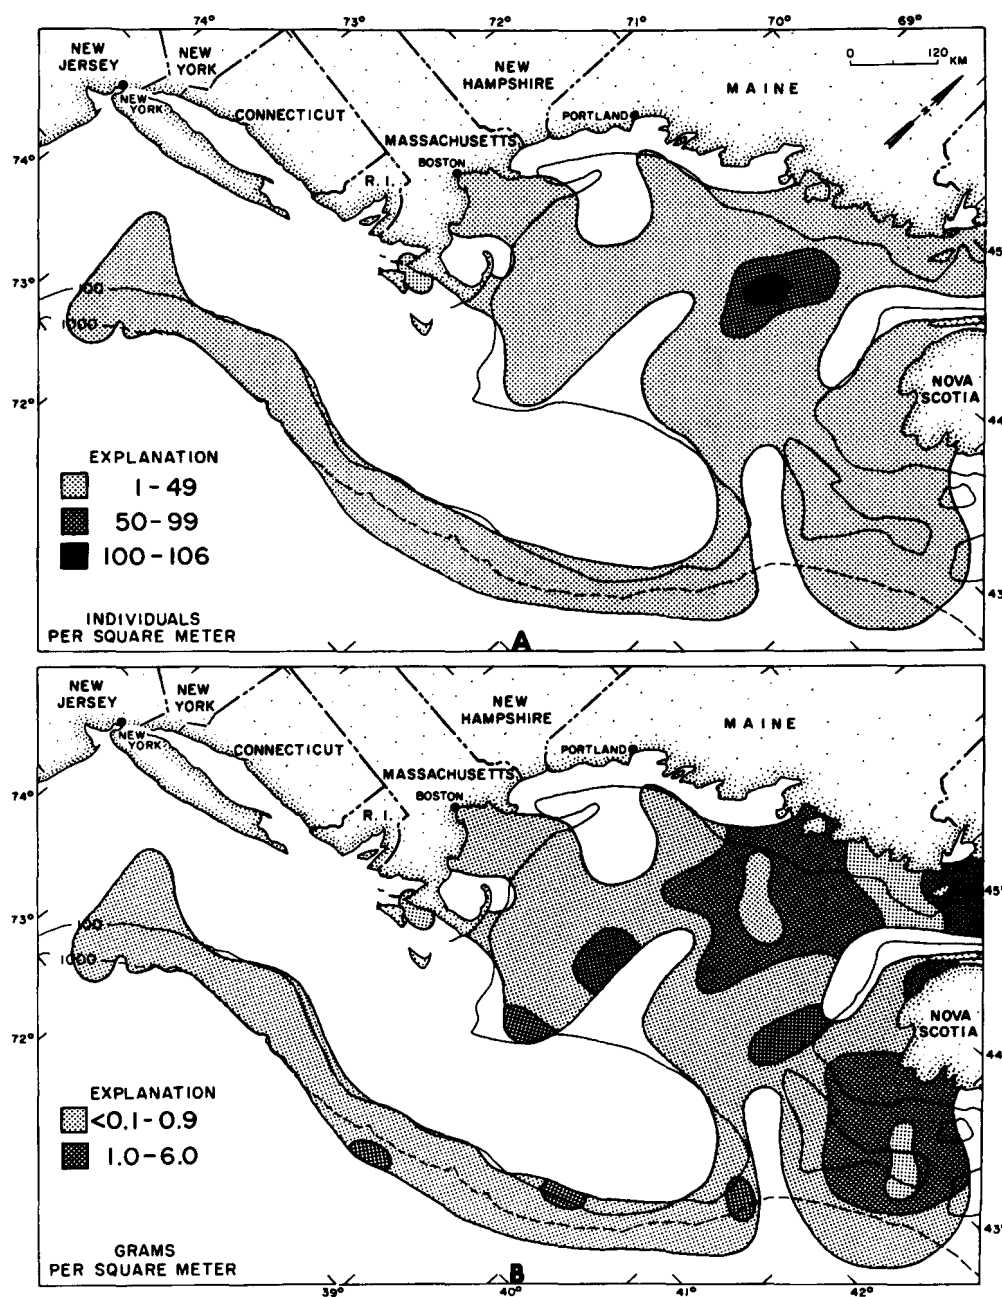 74° 73° 72° 71° 70° 69°
NEW JERSEY
NEW YORK
NEW YORK
CONNECTICUT
R. I.
MASSACHUSETTS
BOSTON
NEW HAMPSHIRE
PORTLAND
MAINE
0 120 KM
74°
73°
72°
45
44
43
100
1000
NOVA SCOTIA
EXPLANATION
1-49
50-99
100-106
INDIVIDUALS
PER SQUARE METER
A
NEW JERSEY
NEW YORK
NEW YORK
CONNECTICUT
R. I.
MASSACHUSETTS
BOSTON
NEW HAMPSHIRE
PORTLAND
MAINE
74°
73°
72°
45°
44°
43°
100
1000
NOVA SCOTIA
EXPLANATION
<0.1-0.9
1.0-6.0
GRAMS
PER SQUARE METER
B
39° 40° 41° 42°